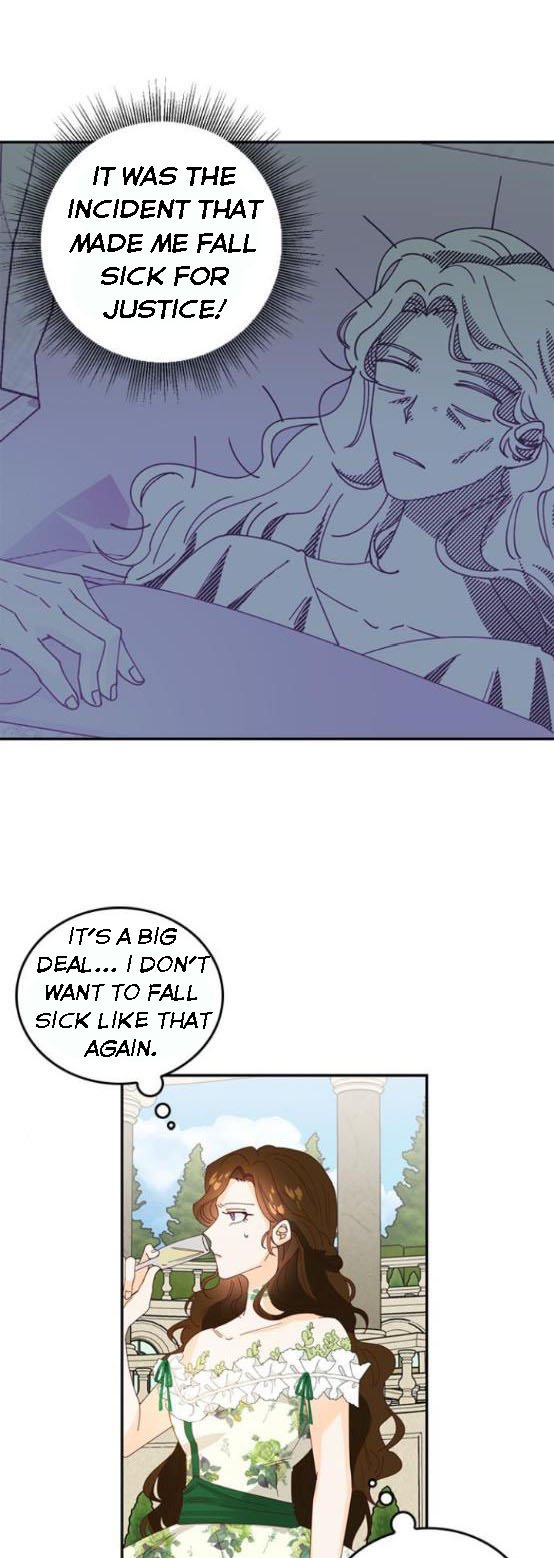 IT WAS THE
INCIDENT THAT
MADE ME FALL
SICK FOR
JUSTICE!
IT'S A BIG
DEAL... I DON'T
WANT TO FALL
SICK LIKE THAT
AGAIN.